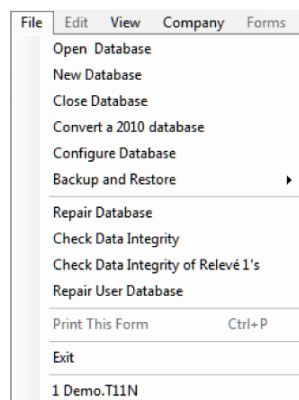 File Edit View Company Forms
Open Database
New Database
Close Database
Convert a 2010 database
Configure Database
Backup and Restore
Repair Database
Check Data Integrity
Check Data Integrity of Relevé 1's
Repair User Database
Print This Form Ctrl+P
Exit
1 Demo.T11N